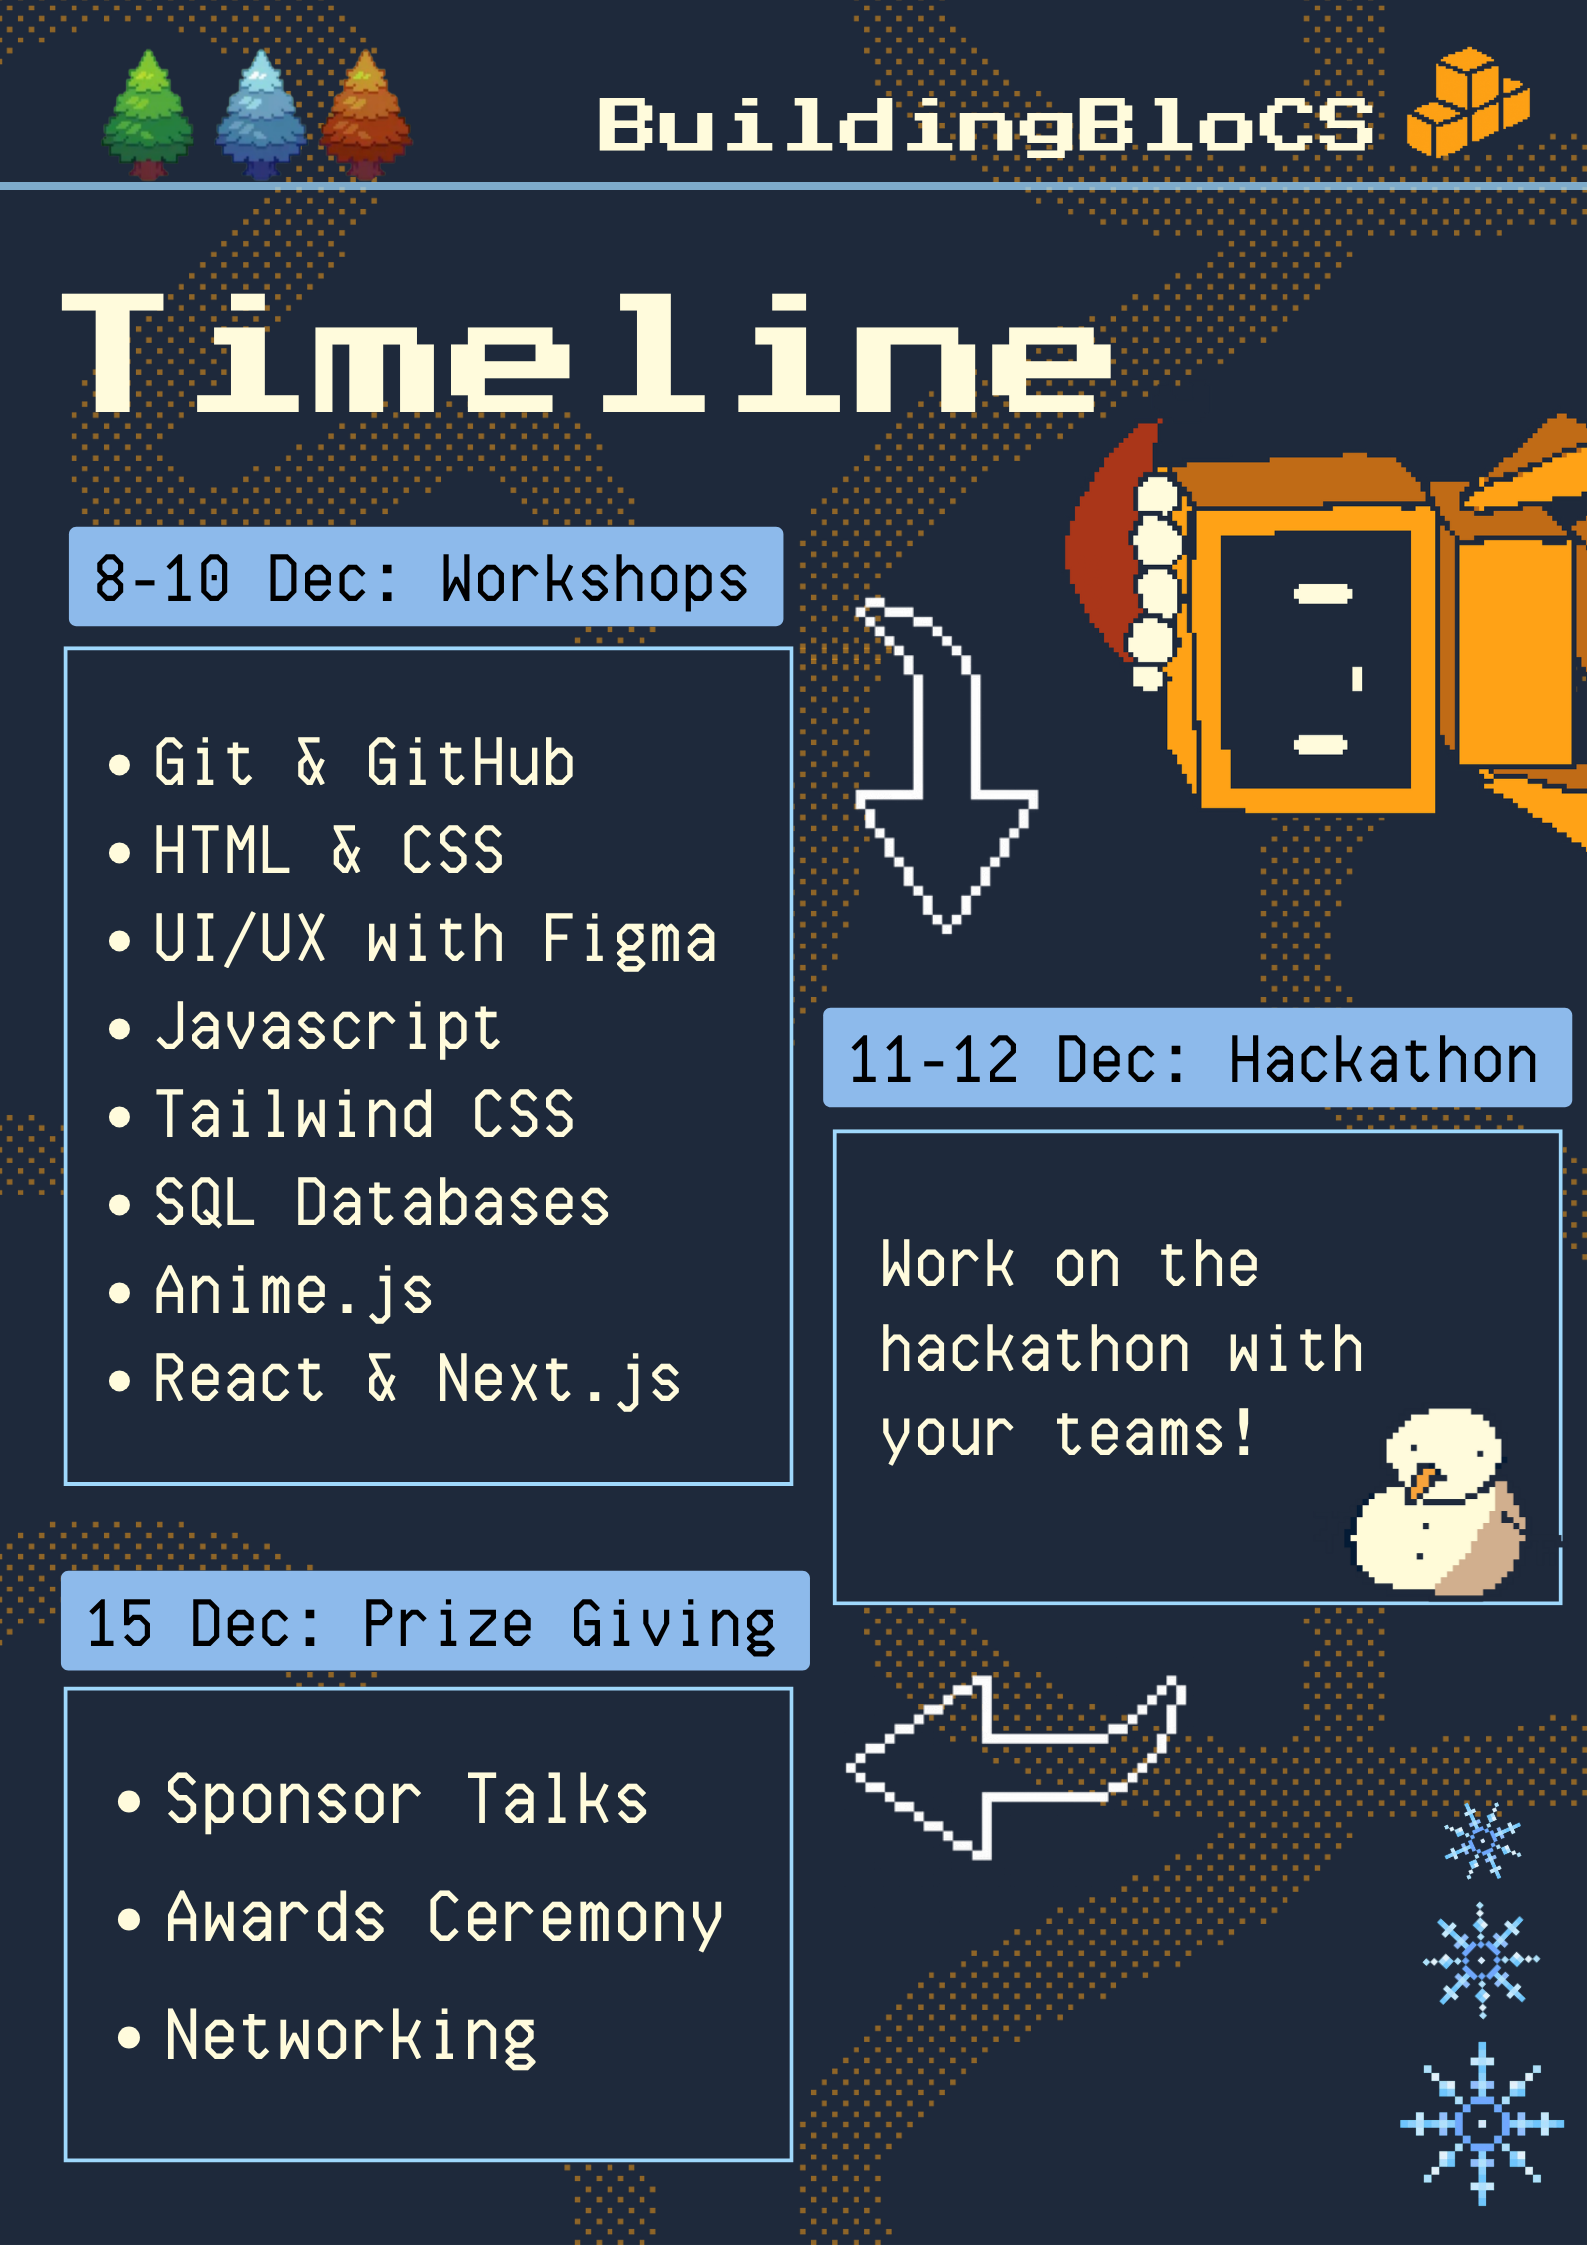 BuildingBloCS
Timeline
8-10 Dec: Workshops
• Git & GitHub
• HTML & CSS
• UI/UX with Figma
• Javascript
• Tailwind CSS
• SQL Databases
• Anime.js
• React & Next.js
11-12 Dec: Hackathon
Work on the
hackathon with
your teams!
15 Dec: Prize Giving
• Sponsor Talks
• Awards Ceremony
• Networking